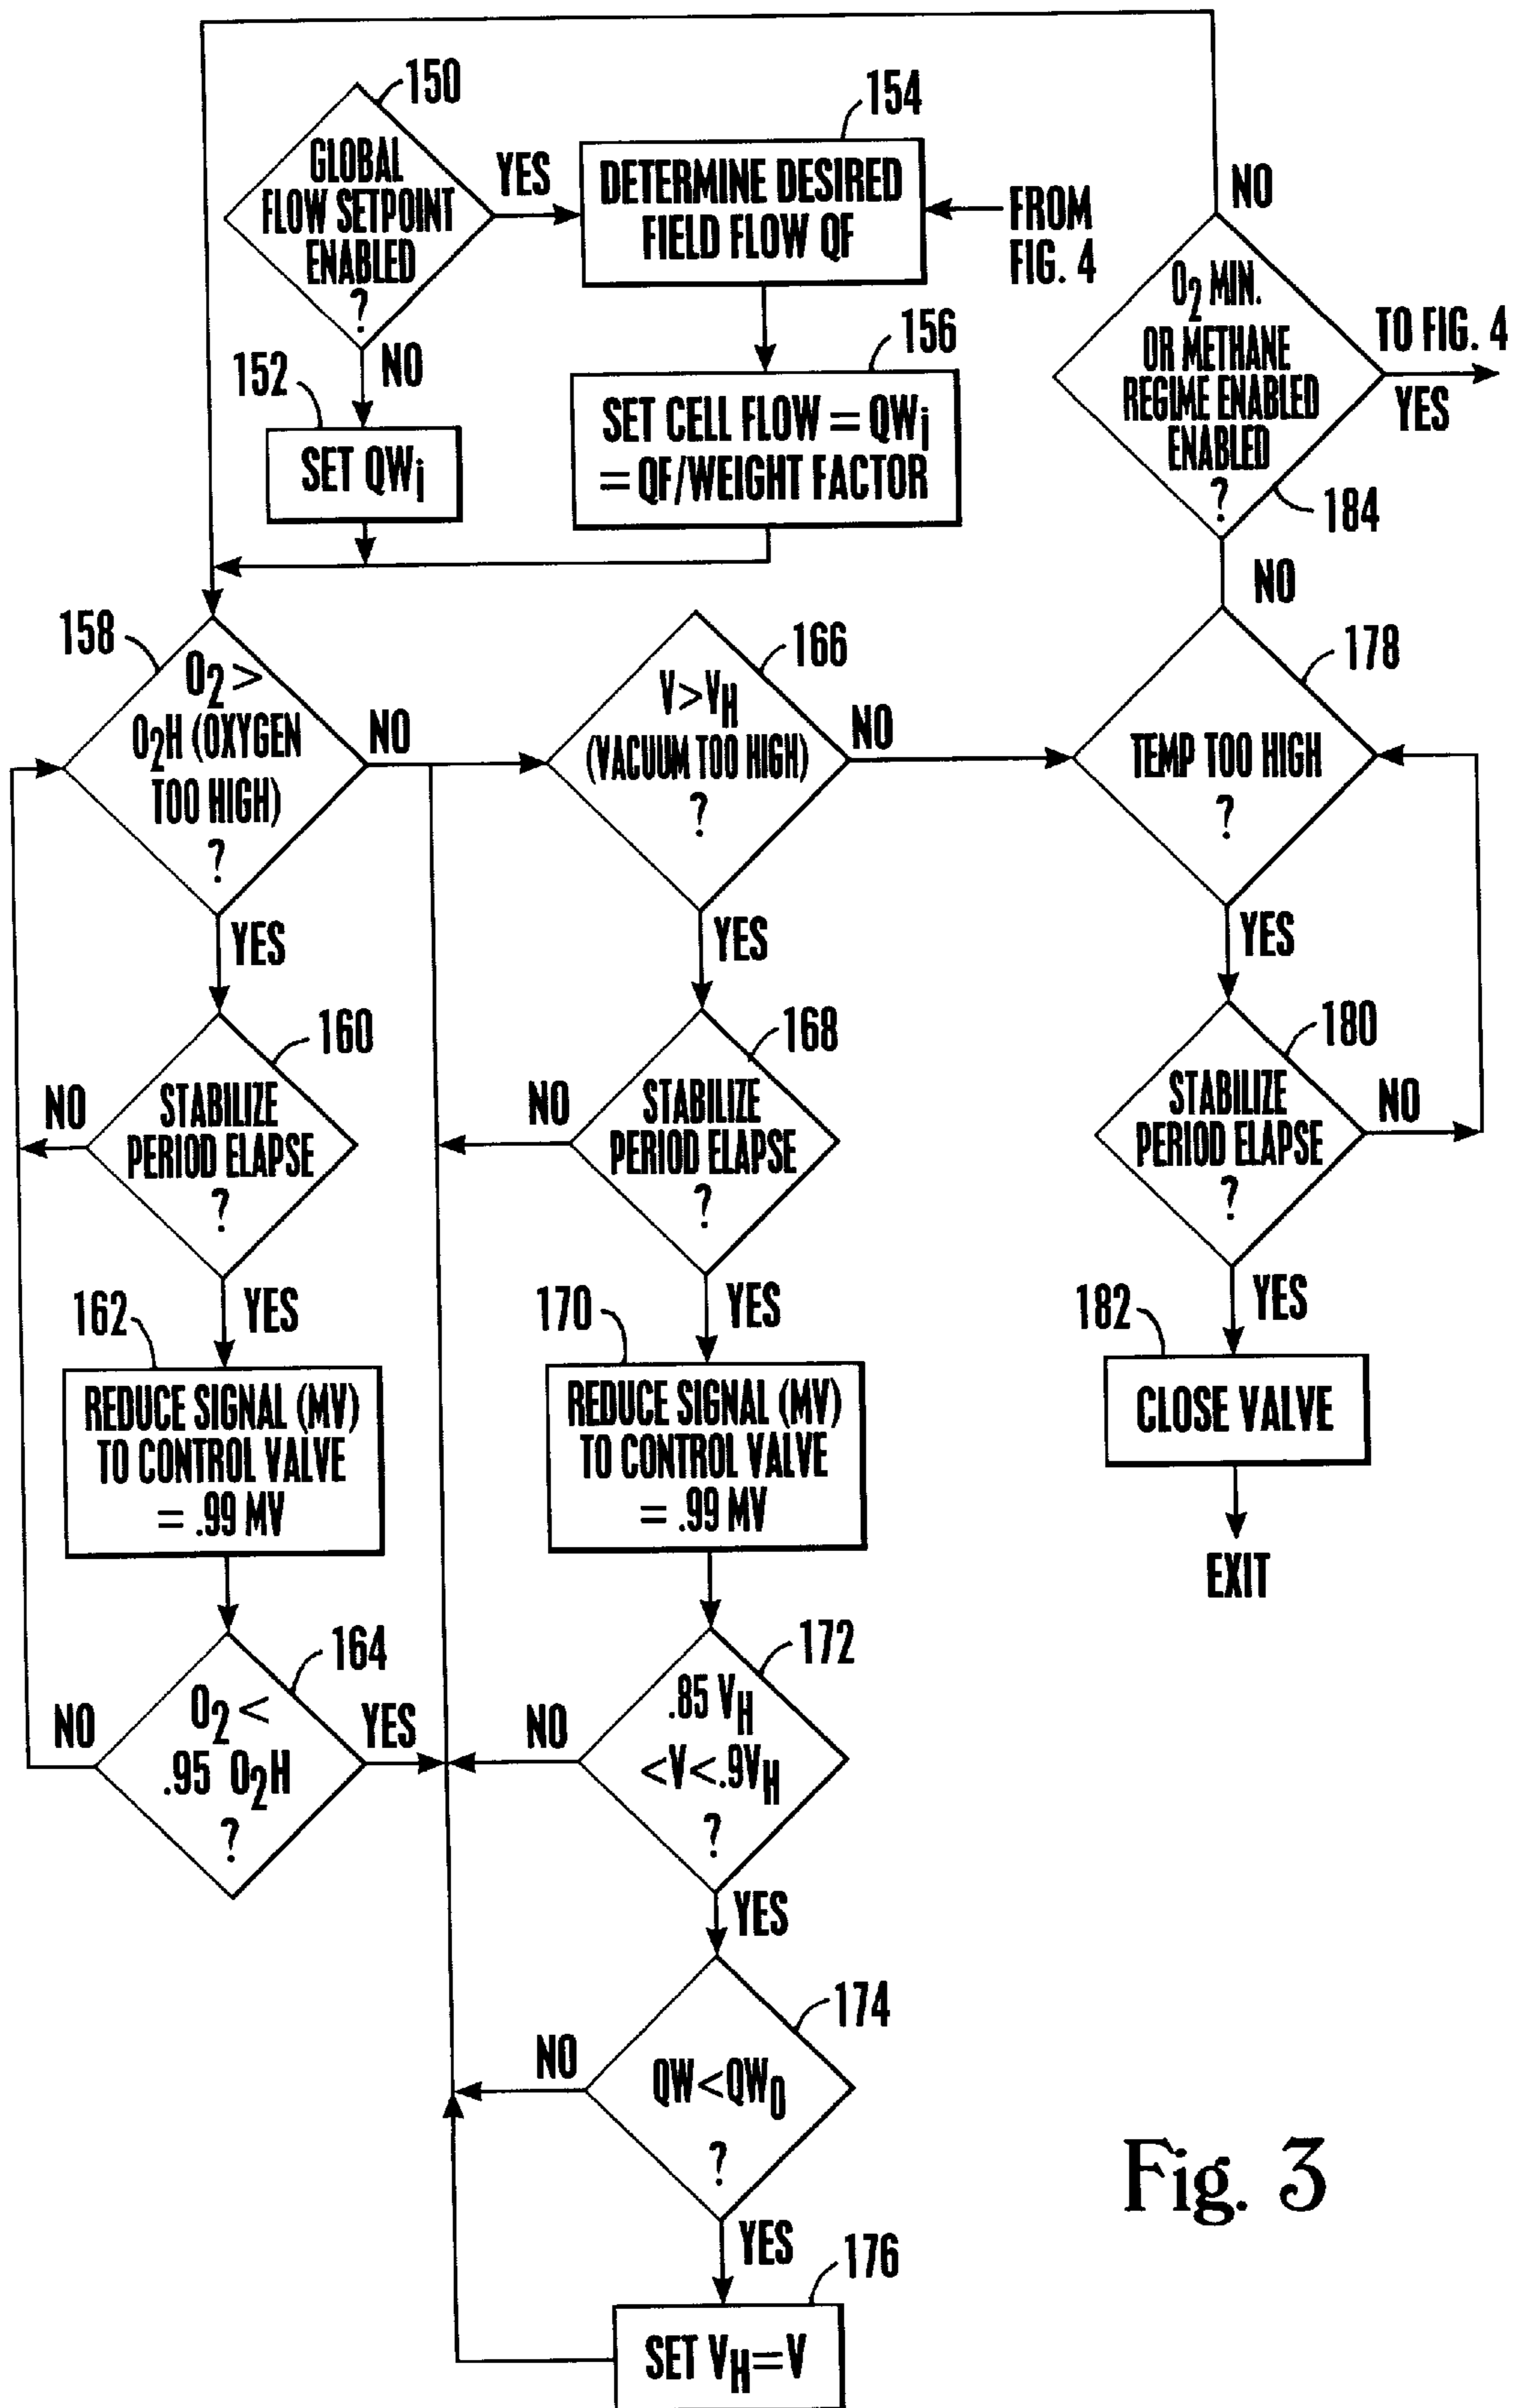 150
GLOBAL
FLOW SETPOINT
ENABLED
?
YES
NO
154
DETERMINE DESIRED
FIELD FLOW QF
FROM
FIG. 4
152
SET QWi
156
SET CELL FLOW = QWi
= QF/WEIGHT FACTOR
NO
O2 MIN.
OR METHANE
REGIME ENABLED
ENABLED
?
TO FIG. 4
YES
184
NO
158
O2 >
O2H (OXYGEN
TOO HIGH)
?
NO
YES
166
V>VH
(VACUUM TOO HIGH)
?
NO
YES
178
TEMP TOO HIGH
?
YES
160
STABILIZE
PERIOD ELAPSE
?
NO
YES
168
STABILIZE
PERIOD ELAPSE
?
NO
YES
180
STABILIZE
PERIOD ELAPSE
?
NO
YES
162
REDUCE SIGNAL (MV)
TO CONTROL VALVE
= .99 MV
170
REDUCE SIGNAL (MV)
TO CONTROL VALVE
= .99 MV
182
CLOSE VALVE
EXIT
164
O2 <
.95 O2H
?
NO
YES
172
.85 VH
<V<.9VH
?
NO
YES
174
QW<QW0
?
NO
YES
176
SET VH=V
Fig. 3